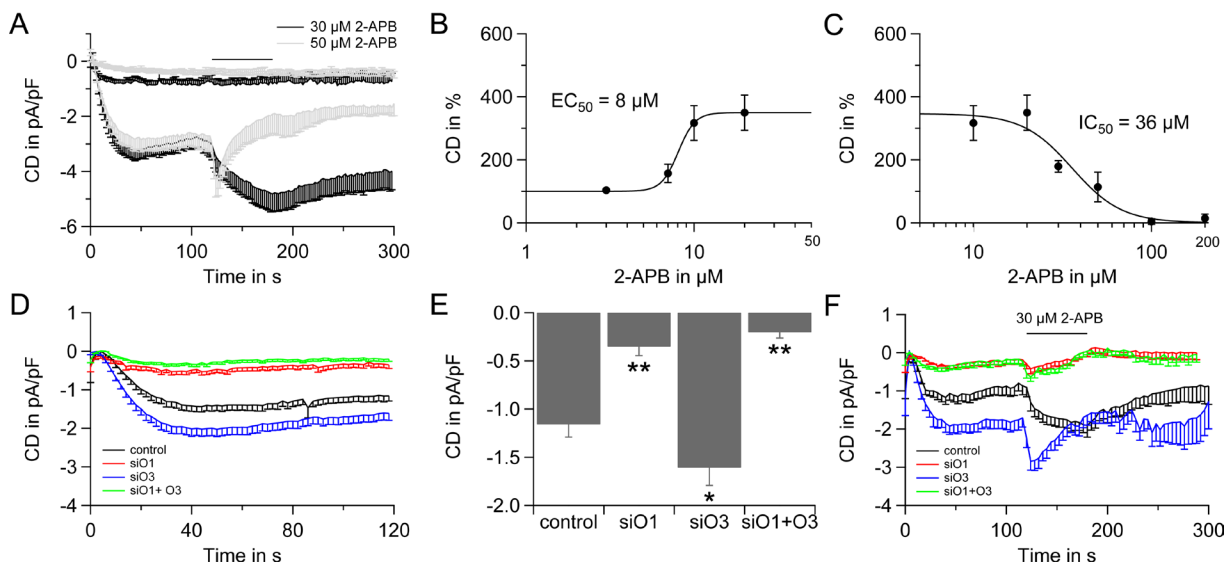 A
30 µM 2-APB
50 µM 2-APB
0
-2
-4
-6
CD in pA/pF
0
100
200
300
Time in s
B
600
400
200
0
CD in %
EC50 = 8 µM
1
10
50
2-APB in µM
C
600
400
200
0
CD in %
IC50 = 36 µM
10
100
200
2-APB in µM
D
1
0
-1
-2
-3
-4
CD in pA/pF
control
siO1
siO3
siO1+ O3
0
40
80
120
Time in s
E
0.0
-0.5
-1.0
-1.5
-2.0
CD in pA/pF
**
*
**
control
siO1
siO3
siO1+O3
F
30 µM 2-APB
1
0
-1
-2
-3
-4
CD in pA/pF
control
siO1
siO3
siO1+O3
0
100
200
300
Time in s